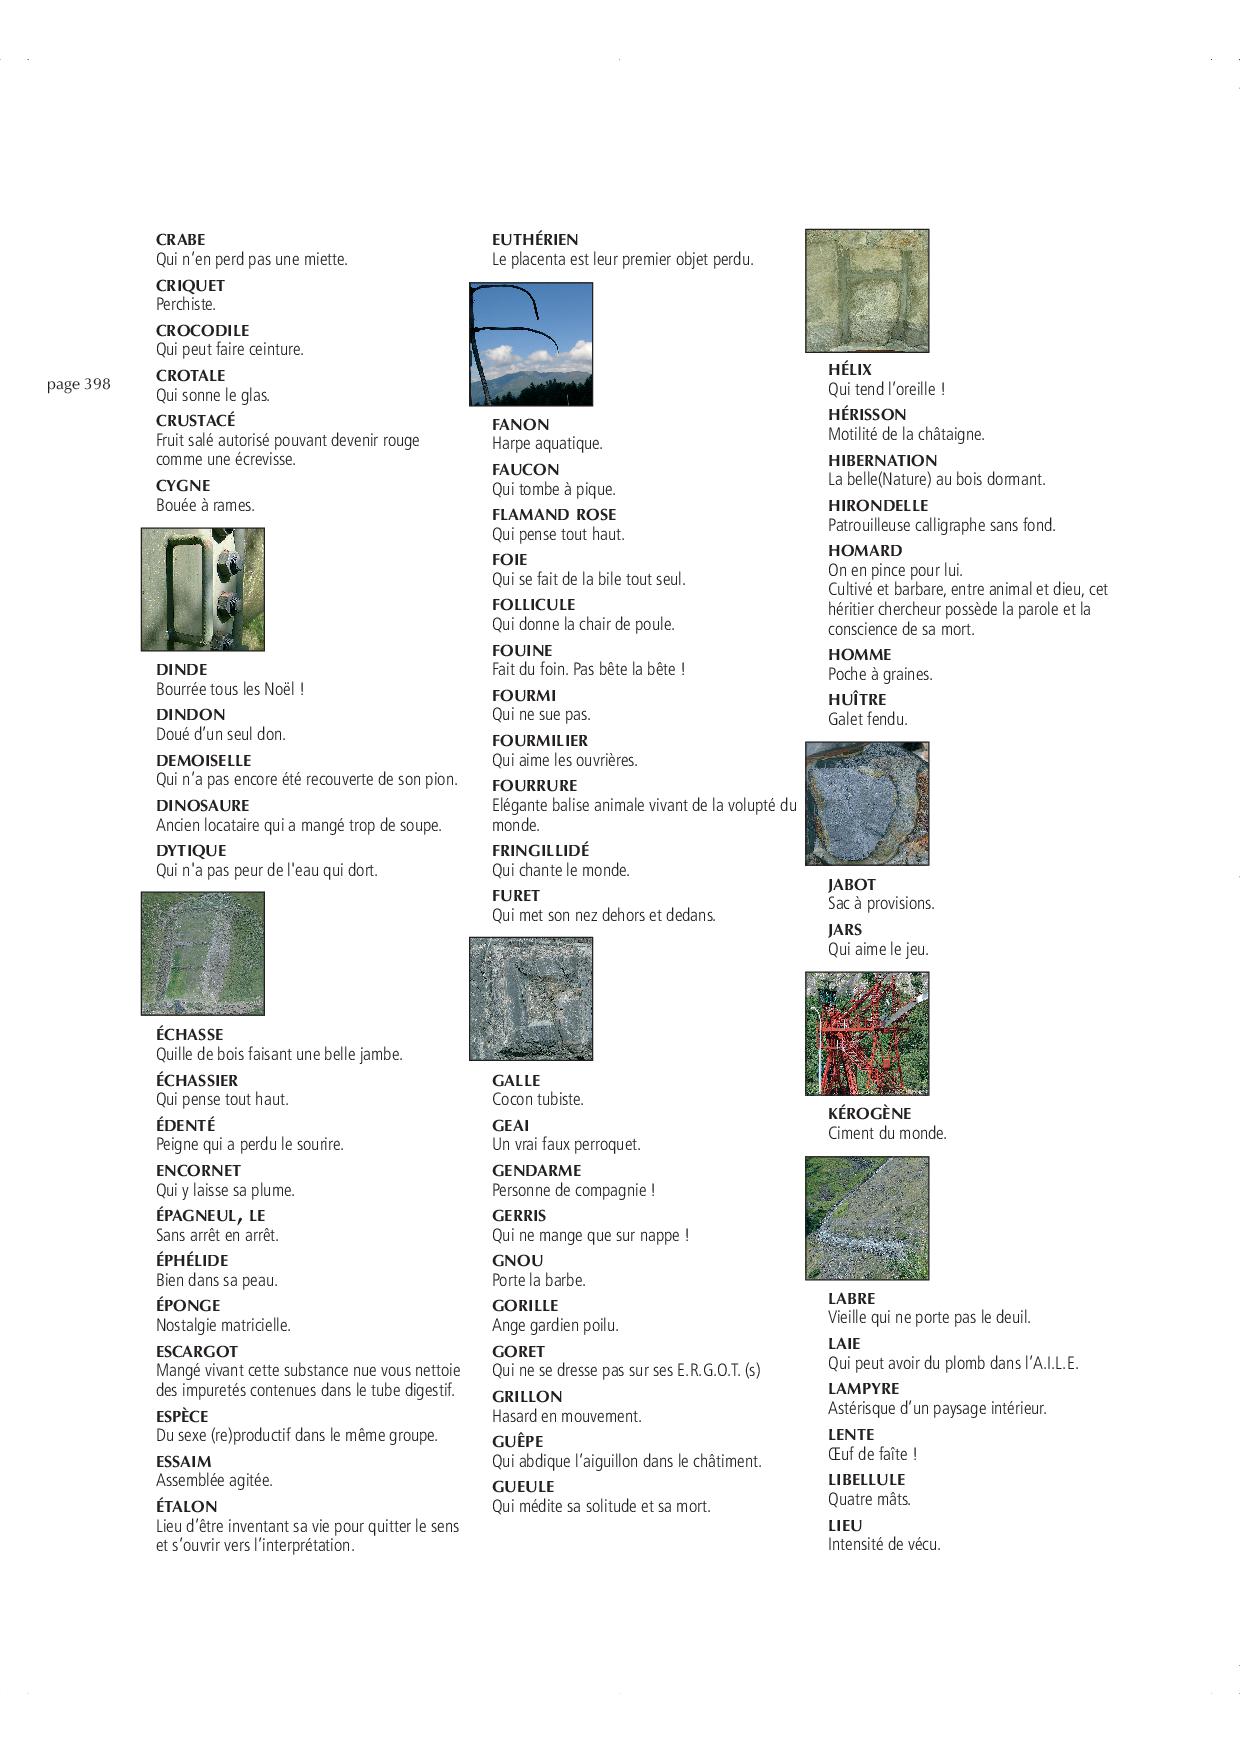 page 398
CRABE
Qui n’en perd pas une miette.
CRIQUET
Perchiste.
CROCODILE
Qui peut faire ceinture.
CROTALE
Qui sonne le glas.
CRUSTACÉ
Fruit salé autorisé pouvant devenir rouge
comme une écrevisse.
CYGNE
Bouée à rames.
DINDE
Bourrée tous les Noël !
DINDON
Doué d’un seul don.
DEMOISELLE
Qui n’a pas encore été recouverte de son pion.
DINOSAURE
Ancien locataire qui a mangé trop de soupe.
DYTIQUE
Qui n'a pas peur de l'eau qui dort.
ÉCHASSE
Quille de bois faisant une belle jambe.
ÉCHASSIER
Qui pense tout haut.
ÉDENTÉ
Peigne qui a perdu le sourire.
ENCORNET
Qui y laisse sa plume.
ÉPAGNEUL, LE
Sans arrêt en arrêt.
ÉPHÉLIDE
Bien dans sa peau.
ÉPONGE
Nostalgie matricielle.
ESCARGOT
Mangé vivant cette substance nue vous nettoie
des impuretés contenues dans le tube digestif.
ESPÈCE
Du sexe (re)productif dans le même groupe.
ESSAIM
Assemblée agitée.
ÉTALON
Lieu d’être inventant sa vie pour quitter le sens
et s’ouvrir vers l’interprétation.
EUTHÉRIEN
Le placenta est leur premier objet perdu.
FANON
Harpe aquatique.
FAUCON
Qui tombe à pique.
FLAMAND ROSE
Qui pense tout haut.
FOIE
Qui se fait de la bile tout seul.
FOLLICULE
Qui donne la chair de poule.
FOUINE
Fait du foin. Pas bête la bête !
FOURMI
Qui ne sue pas.
FOURMILIER
Qui aime les ouvrières.
FOURRURE
Elégante balise animale vivant de la volupté du
monde.
FRINGILLIDÉ
Qui chante le monde.
FURET
Qui met son nez dehors et dedans.
GALLE
Cocon tubiste.
GEAI
Un vrai faux perroquet.
GENDARME
Personne de compagnie !
GERRIS
Qui ne mange que sur nappe !
GNOU
Porte la barbe.
GORILLE
Ange gardien poilu.
GORET
Qui ne se dresse pas sur ses E.R.G.O.T. (s)
GRILLON
Hasard en mouvement.
GUÊPE
Qui abdique l’aiguillon dans le châtiment.
GUEULE
Qui médite sa solitude et sa mort.
HÉLIX
Qui tend l’oreille !
HÉRISSON
Motilité de la châtaigne.
HIBERNATION
La belle(Nature) au bois dormant.
HIRONDELLE
Patrouilleuse calligraphe sans fond.
HOMARD
On en pince pour lui.
Cultivé et barbare, entre animal et dieu, cet
héritier chercheur possède la parole et la
conscience de sa mort.
HOMME
Poche à graines.
HUÎTRE
Galet fendu.
JABOT
Sac à provisions.
JARS
Qui aime le jeu.
KÉROGÈNE
Ciment du monde.
LABRE
Vieille qui ne porte pas le deuil.
LAIE
Qui peut avoir du plomb dans l’A.I.L.E.
LAMPYRE
Astérisque d’un paysage intérieur.
LENTE
Œuf de faîte !
LIBELLULE
Quatre mâts.
LIEU
Intensité de vécu.